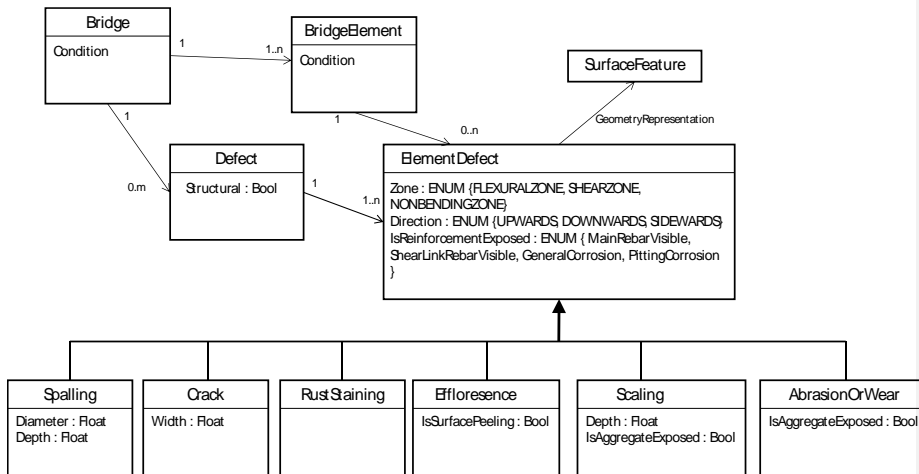 Bridge
Condition
1
1..n
BridgeElement
Condition
SurfaceFeature
1
1
0..n
GeometryRepresentation
0.m
Defect
Structural : Bool
1
1..n
ElementDefect
Zone : ENUM {FLEXURALZONE, SHEARZONE,
NONBENDINGZONE}
Direction : ENUM {UPWARDS, DOWNWARDS, SIDEWARDS}
IsReinforcementExposed : ENUM { MainRebarVisible,
ShearLinkRebarVisible, GeneralCorrosion, PittingCorrosion
}
Spalling
Diameter : Float
Depth : Float
Crack
Width : Float
RustStaining
Effloresence
IsSurfacePeeling : Bool
Scaling
Depth : Float
IsAggregateExposed : Bool
AbrasionOrWear
IsAggregateExposed : Bool